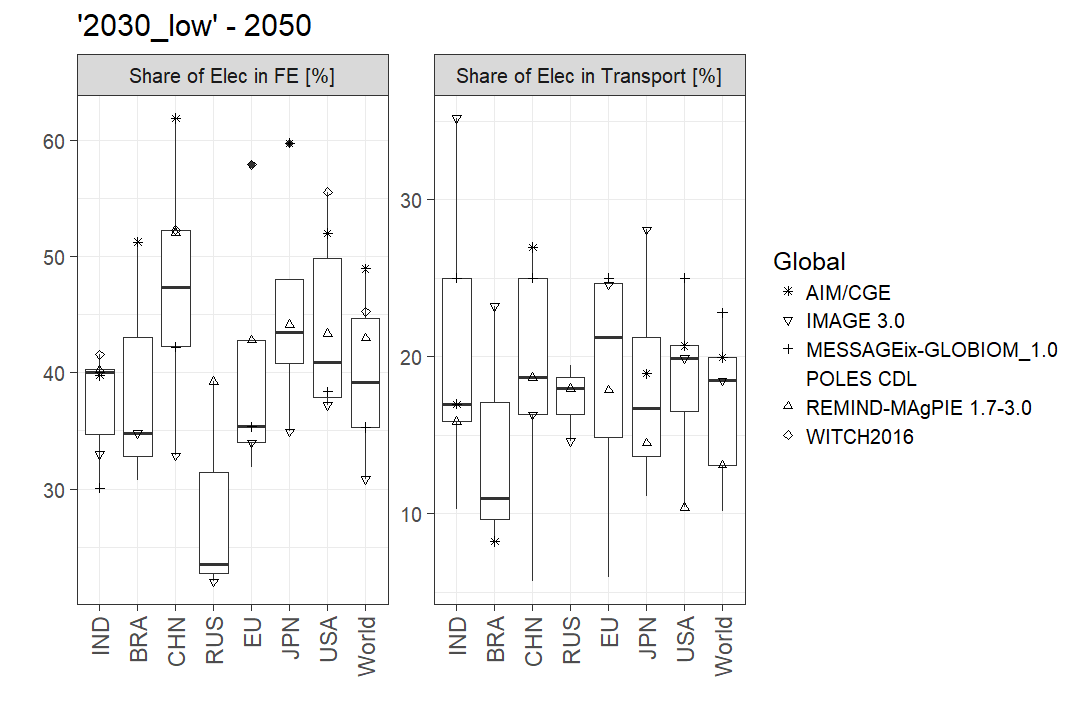 '2030_low' - 2050
Share of Elec in FE [%]
Share of Elec in Transport [%]
60
50
40
30
30
20
10
IND
BRA
CHN
RUS
EU
JPN
USA
World
IND
BRA
CHN
RUS
EU
JPN
USA
World
Global
AIM/CGE
IMAGE 3.0
MESSAGEix-GLOBIOM_1.0
POLES CDL
REMIND-MAgPIE 1.7-3.0
WITCH2016